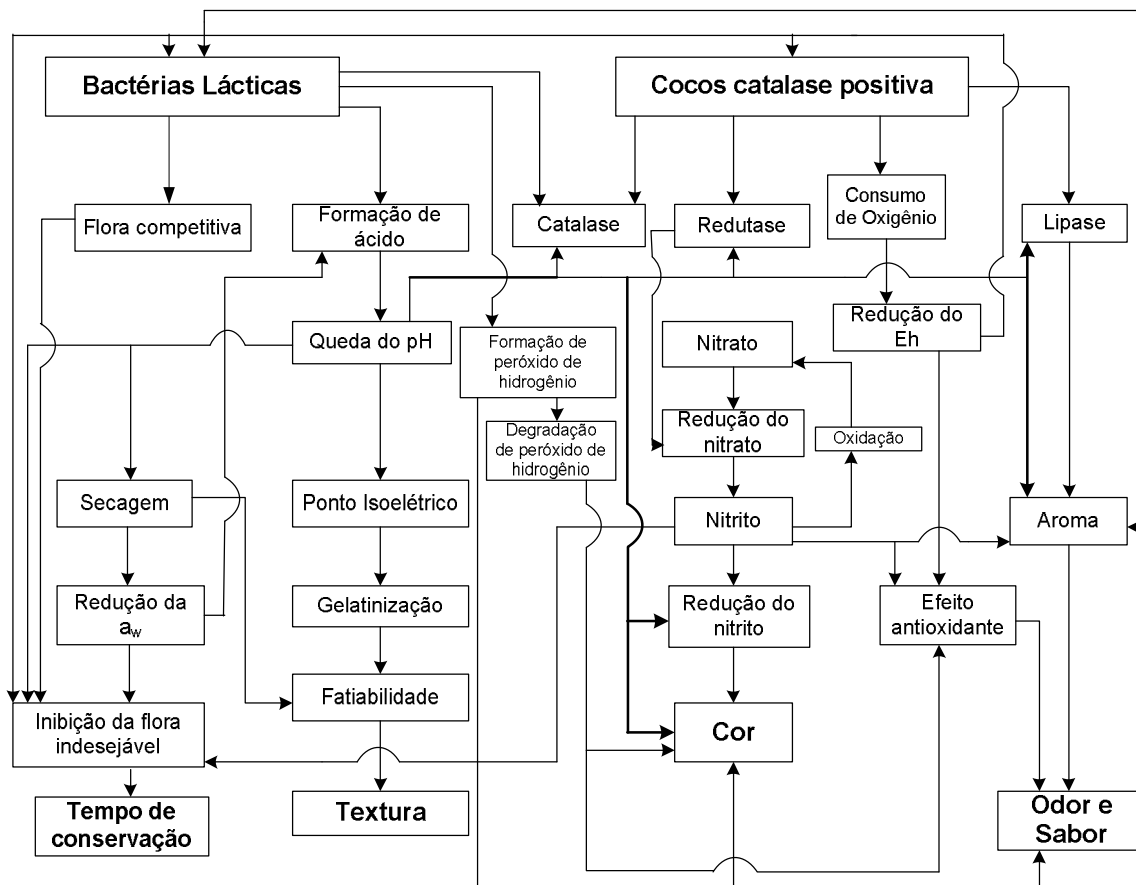 Bactérias Lácticas
Cocos catalase positiva
Flora competitiva
Formação de
ácido
Catalase
Redutase
Consumo
de Oxigênio
Lipase
Queda do pH
Formação de
peróxido de
hidrogênio
Nitrato
Redução do
Eh
Degradação
de peróxido de
hidrogênio
Redução do
nitrato
Oxidação
Secagem
Ponto Isoelétrico
Nitrito
Aroma
Redução da
aw
Gelatinização
Redução do
nitrito
Efeito
antioxidante
Fatiabilidade
Inibição da flora
indesejável
Cor
Tempo de
conservação
Textura
Odor e
Sabor